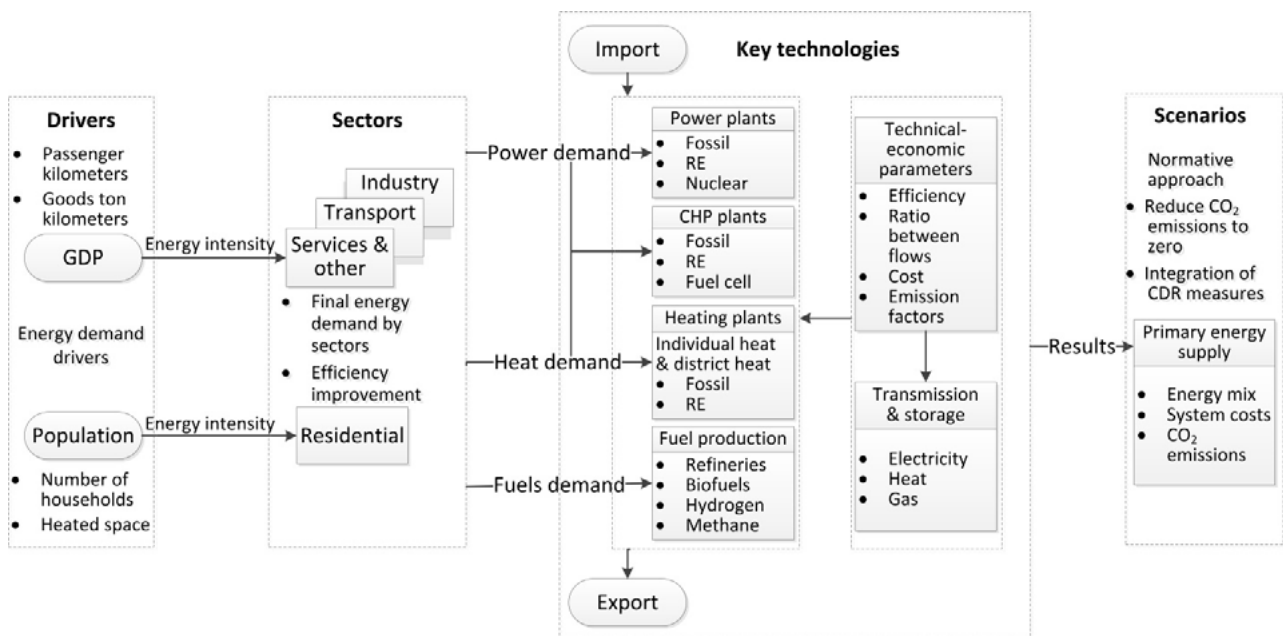 Drivers
• Passenger
kilometers
• Goods ton
kilometers
GDP
Energy demand
drivers
Population
• Number of
households
• Heated space
Energy intensity
Energy intensity
Sectors
Industry
Transport
Services &
other
• Final energy
demand by
sectors
• Efficiency
improvement
Residential
Power demand
Heat demand
Fuels demand
Key technologies
Import
Power plants
• Fossil
• RE
• Nuclear
CHP plants
• Fossil
• RE
• Fuel cell
Heating plants
Individual heat
& district heat
• Fossil
• RE
Fuel production
• Refineries
• Biofuels
• Hydrogen
• Methane
Export
Technical-
economic
parameters
• Efficiency
• Ratio
between
flows
• Cost
• Emission
factors
Transmission
& storage
• Electricity
• Heat
• Gas
Results
Scenarios
Normative
approach
• Reduce CO₂
emissions to
zero
• Integration of
CDR measures
Primary energy
supply
• Energy mix
• System costs
• CO₂
emissions